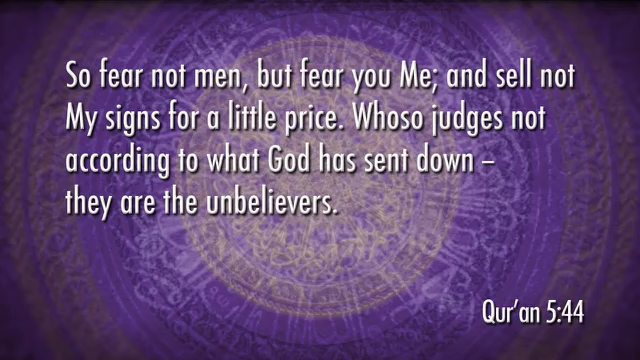 So fear not men, but fear you Me; and sell not
My signs for a little price. Whoso judges not
according to what God has sent down –
they are the unbelievers.
Qur'an 5:44